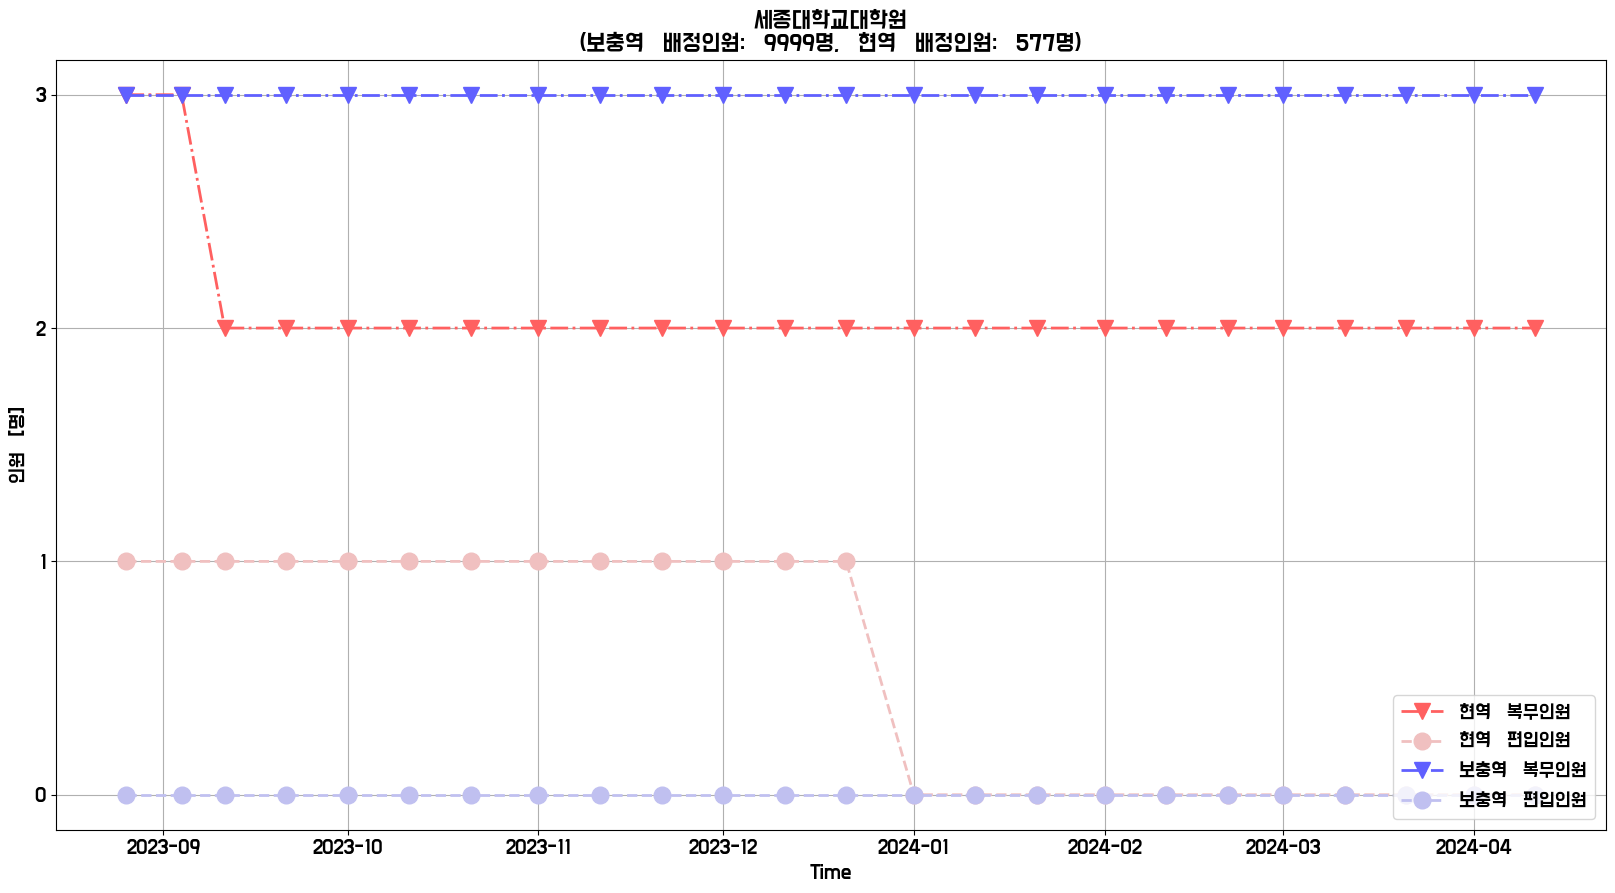 세종대학교대학원
(보충역 배정인원: 9999명, 현역 배정인원: 577명)
3
2
1
0
인원 [명]
2023-09 2023-10 2023-11 2023-12 2024-01 2024-02 2024-03 2024-04
Time
현역 복무인원
현역 편입인원
보충역 복무인원
보충역 편입인원